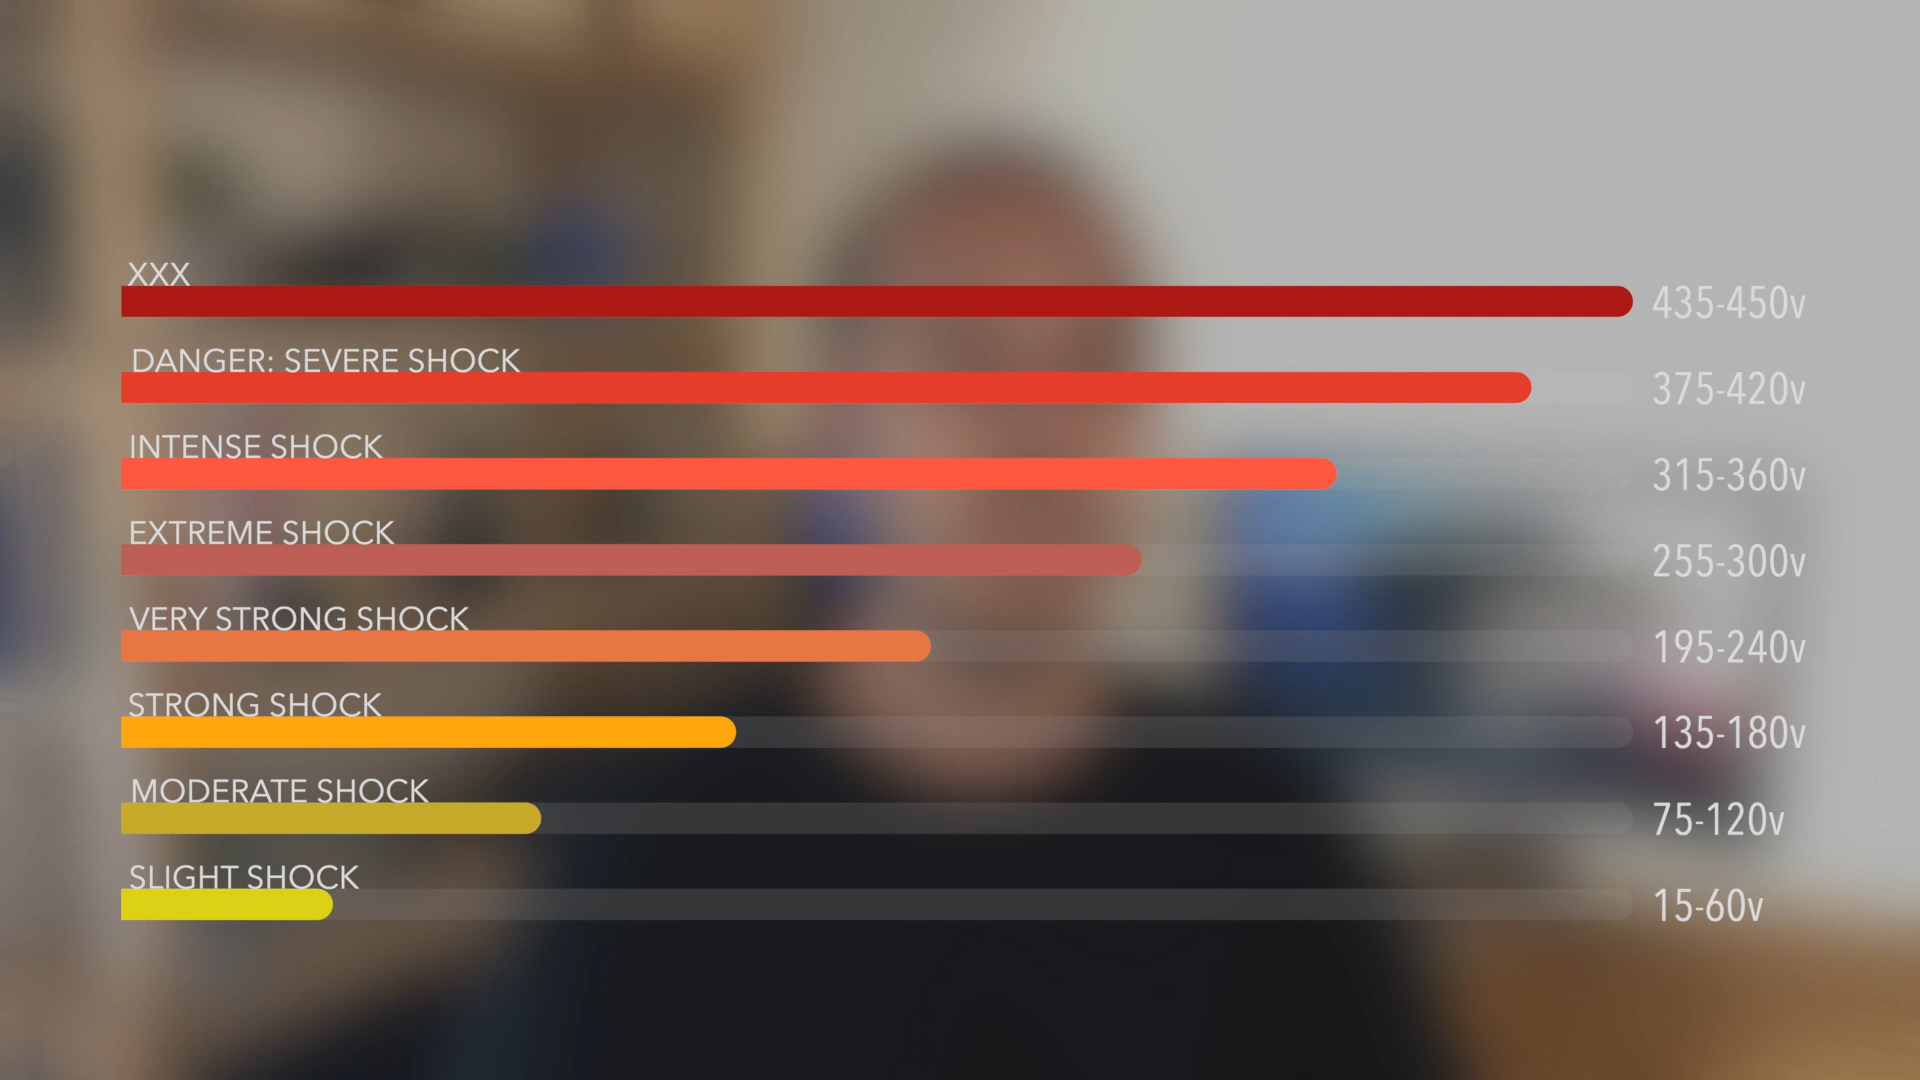 XXX
435-450v
DANGER: SEVERE SHOCK
375-420v
INTENSE SHOCK
315-360v
EXTREME SHOCK
255-300v
VERY STRONG SHOCK
195-240v
STRONG SHOCK
135-180v
MODERATE SHOCK
75-120v
SLIGHT SHOCK
15-60v